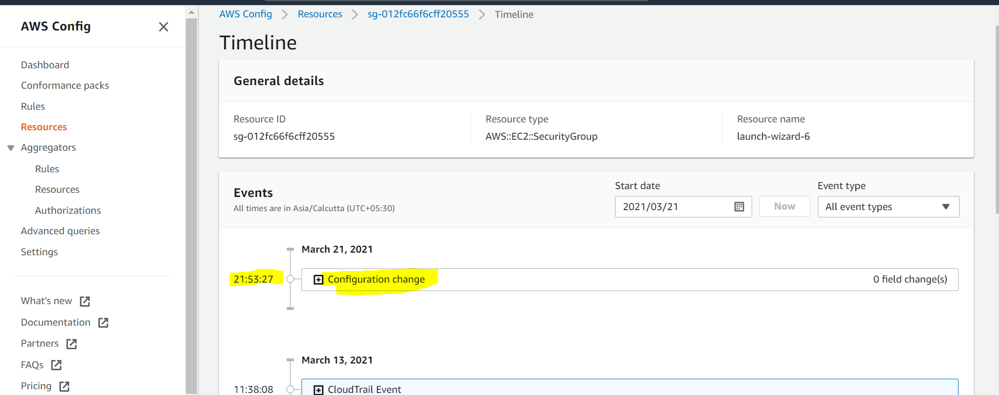 AWS Config
Dashboard
Conformance packs
Rules
Resources
Aggregators
Rules
Resources
Authorizations
Advanced queries
Settings
What's new
Documentation
Partners
FAQs
Pricing
AWS Config > Resources > sg-012fc66f6cff20555 > Timeline
Timeline
General details
Resource ID Resource type Resource name
sg-012fc66f6cff20555 AWS::EC2::SecurityGroup launch-wizard-6
Events
All times are in Asia/Calcutta (UTC+05:30)
Start date Event type
2021/03/21 Now All event types
March 21, 2021
21:53:27 Configuration change 0 field change(s)
March 13, 2021
11:38:08 CloudTrail Event